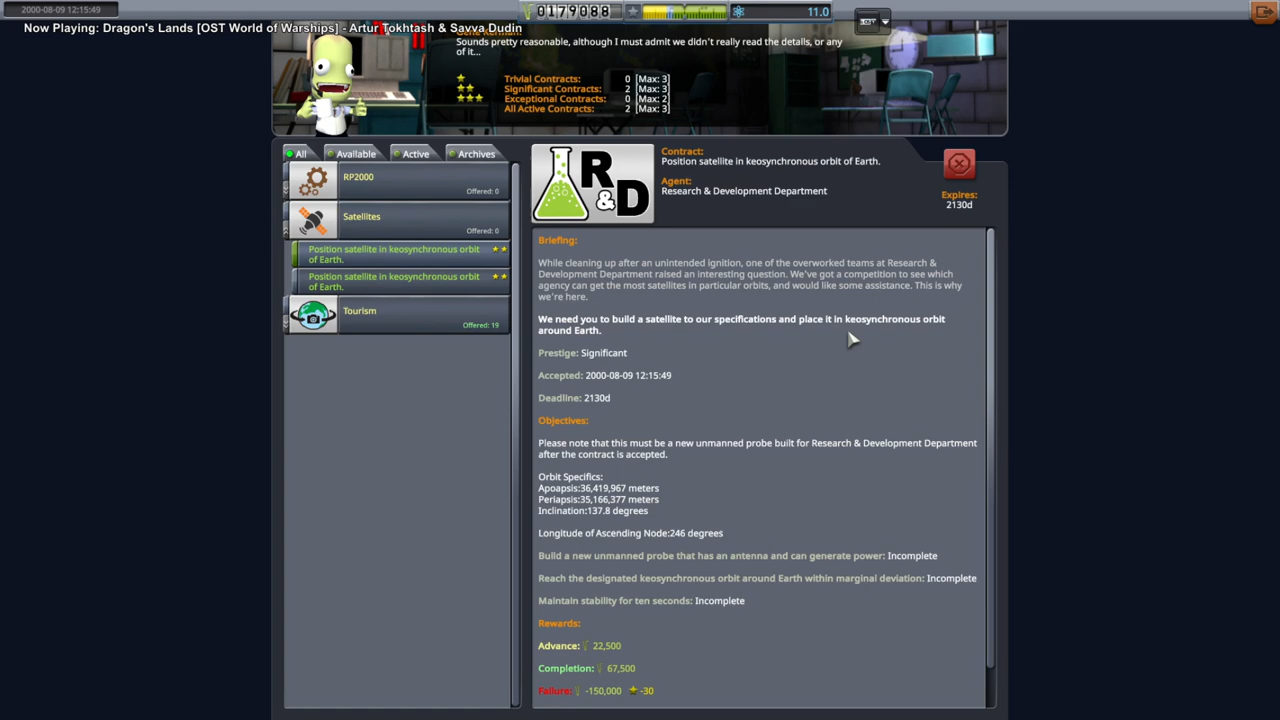 2000-08-09 12:15:49
0179088
11.0
Now Playing: Dragon's Lands [OST World of Warships] - Artur Tokhtash & Savva Dudin
Gene Kerman
Sounds pretty reasonable, although I must admit we didn't really read the details, or any
of it...
Trivial Contracts: 0 [Max: 3]
Significant Contracts: 2 [Max: 3]
Exceptional Contracts: 0 [Max: 2]
All Active Contracts: 2 [Max: 3]
All
Available
Active
Archives
RP2000
Offered: 0
Satellites
Offered: 0
Position satellite in keosynchronous orbit
of Earth.
Position satellite in keosynchronous orbit
of Earth.
Tourism
Offered: 19
R
&D
Contract:
Position satellite in keosynchronous orbit of Earth.
Agent:
Research & Development Department
Expires:
2130d
Briefing:
While cleaning up after an unintended ignition, one of the overworked teams at Research &
Development Department raised an interesting question. We've got a competition to see which
agency can get the most satellites in particular orbits, and would like some assistance. This is why
we're here.
We need you to build a satellite to our specifications and place it in keosynchronous orbit
around Earth.
Prestige: Significant
Accepted: 2000-08-09 12:15:49
Deadline: 2130d
Objectives:
Please note that this must be a new unmanned probe built for Research & Development Department
after the contract is accepted.
Orbit Specifics:
Apoapsis:36,419,967 meters
Periapsis:35,166,377 meters
Inclination:137.8 degrees
Longitude of Ascending Node:246 degrees
Build a new unmanned probe that has an antenna and can generate power: Incomplete
Reach the designated keosynchronous orbit around Earth within marginal deviation: Incomplete
Maintain stability for ten seconds: Incomplete
Rewards:
Advance: 22,500
Completion: 67,500
Failure: -150,000 -30